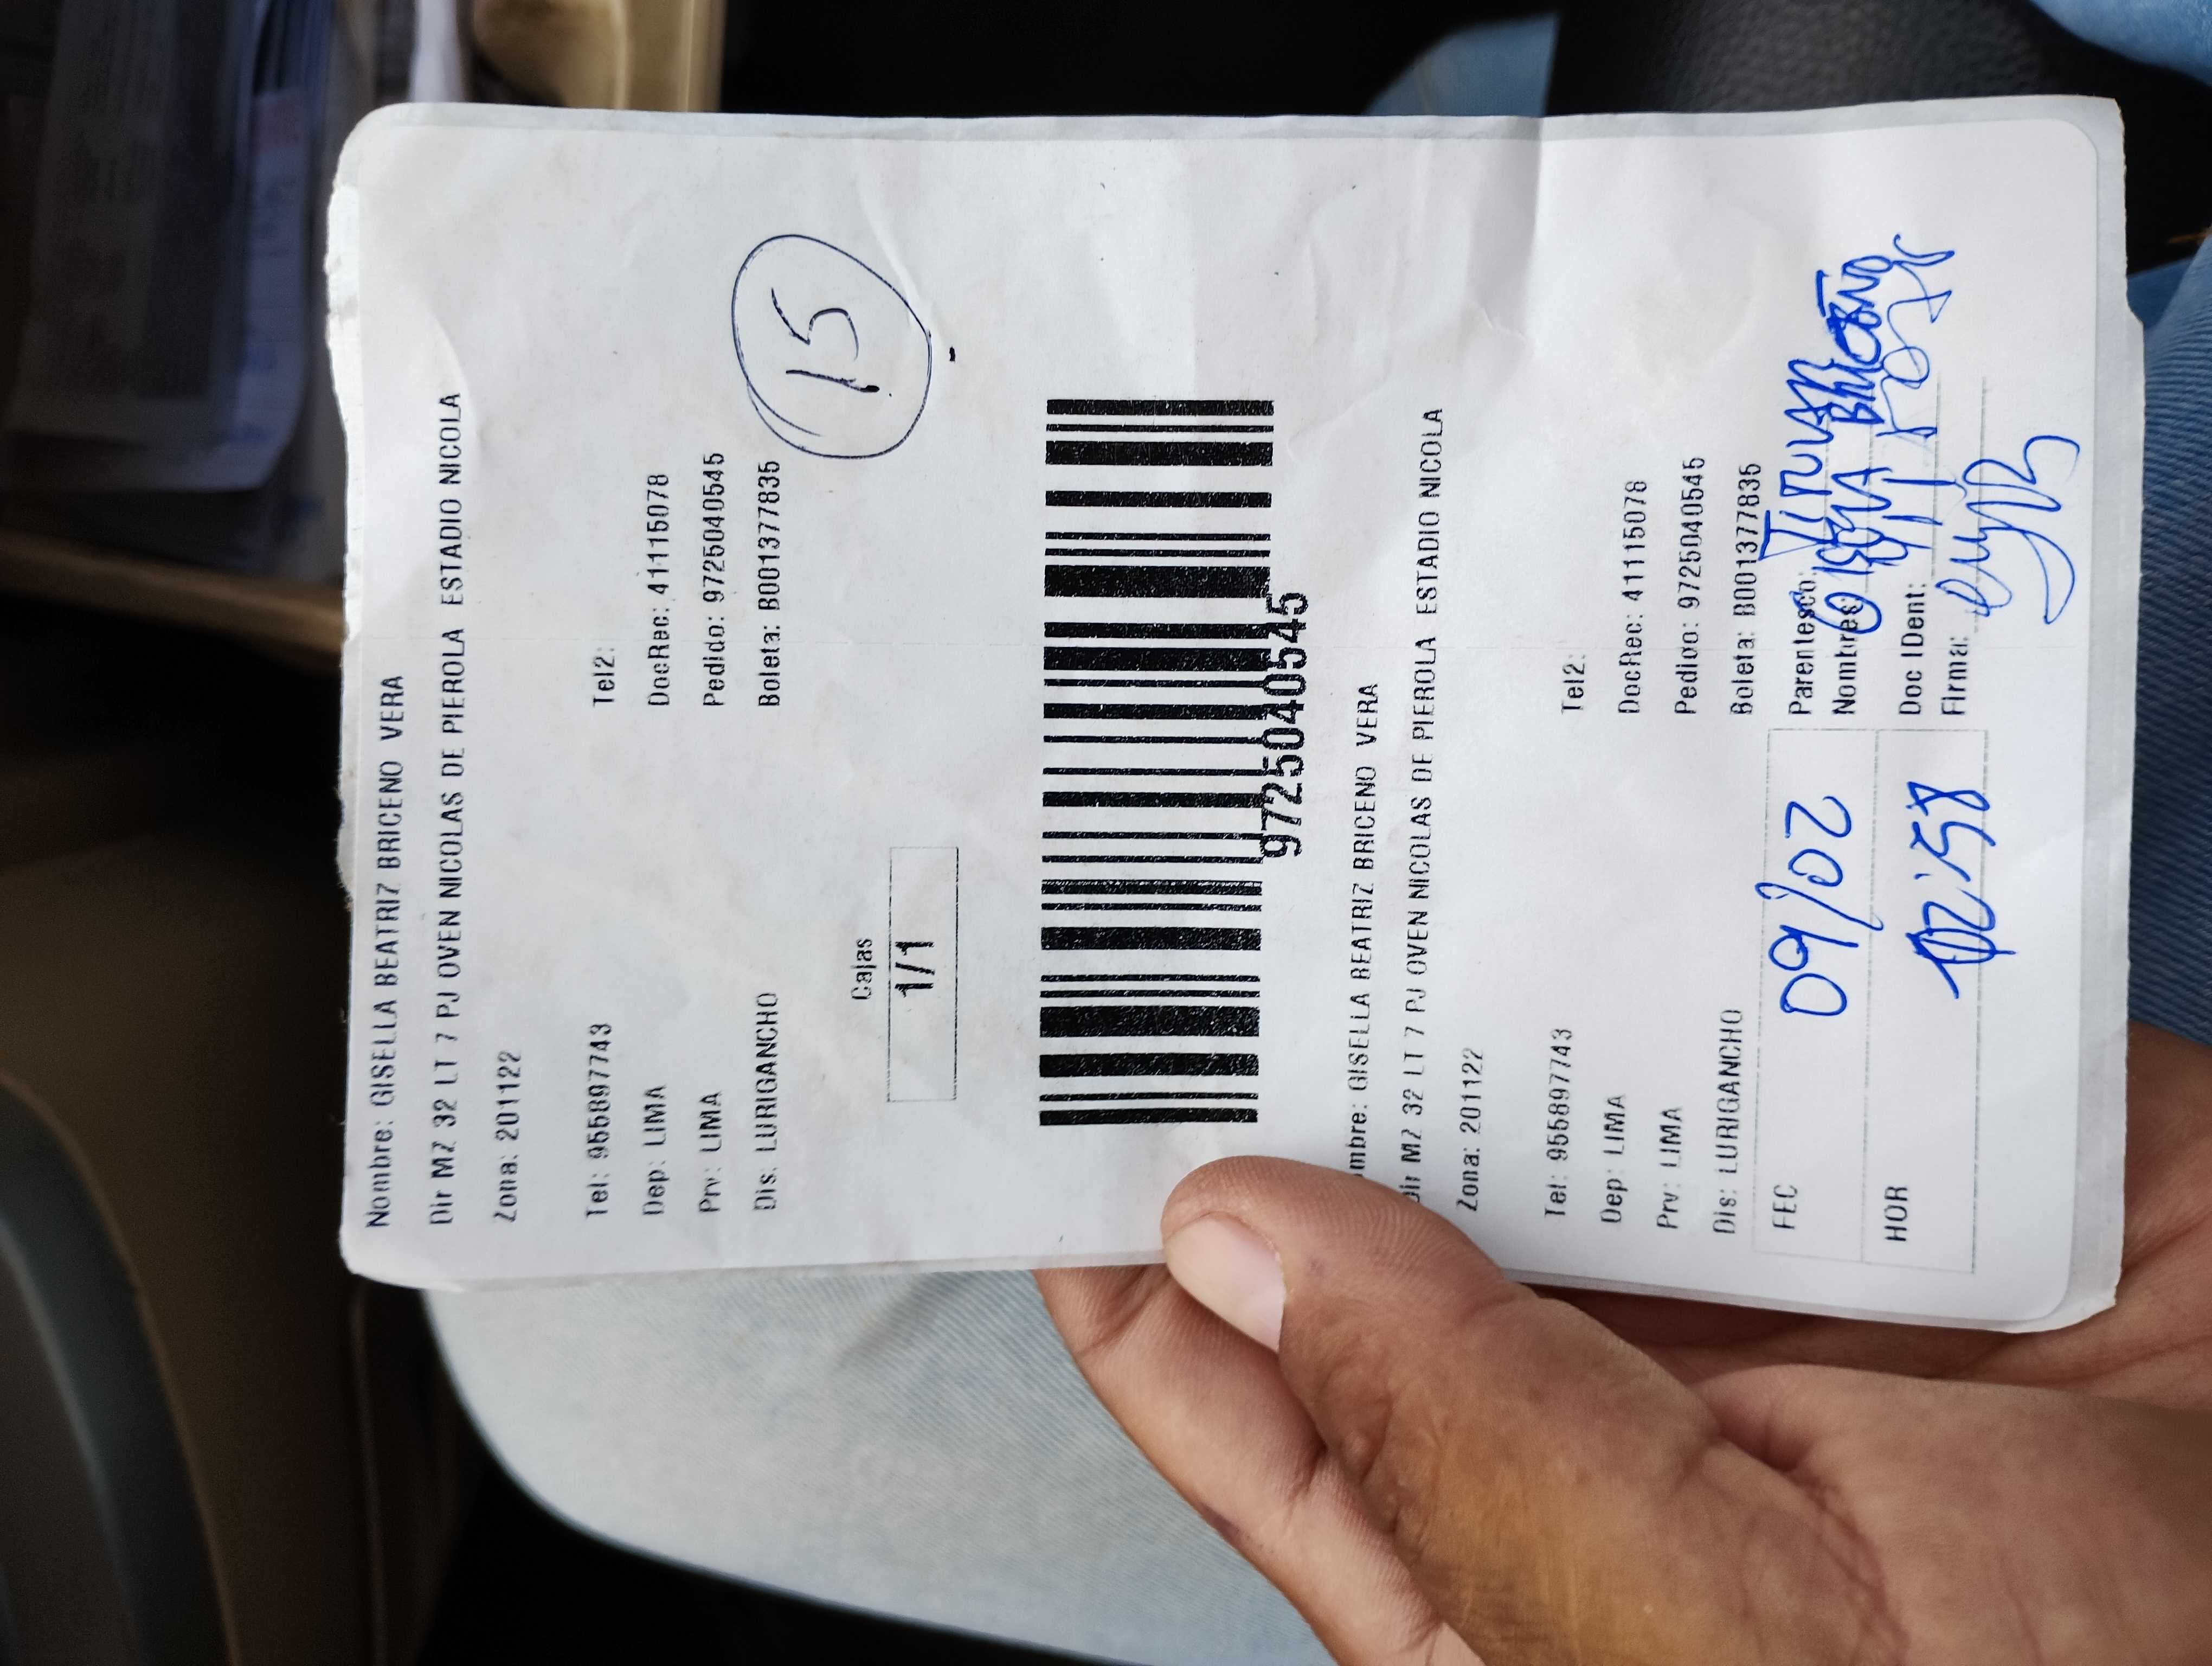 Nombre: GISELLA BEATRIZ BRICENO VERA
Dir MZ 32 LT 7 PJ OVEN NICOLAS DE PIEROLA ESTADIO NICOLA
Zona: 201122
Tel: 955897743 Tel2:
Dep: LIMA DocRec: 41115078
Prv: LIMA Pedido: 9725040545
Dis: LURIGANCHO Boleta: B001377835
15
Cajas
1/1
9725040545
mbre: GISELLA BEATRIZ BRICENO VERA
Dir MZ 32 LT 7 PJ OVEN NICOLAS DE PIEROLA ESTADIO NICOLA
Zona: 201122
Tel: 955897743 Tel2:
Dep: LIMA DocRec: 41115078
Prv: LIMA Pedido: 9725040545
Dis: LURIGANCHO Boleta: B001377835
FEC 09/02 Parentesco: Titular
Nombres:
HOR Doc IDent:
Firma: